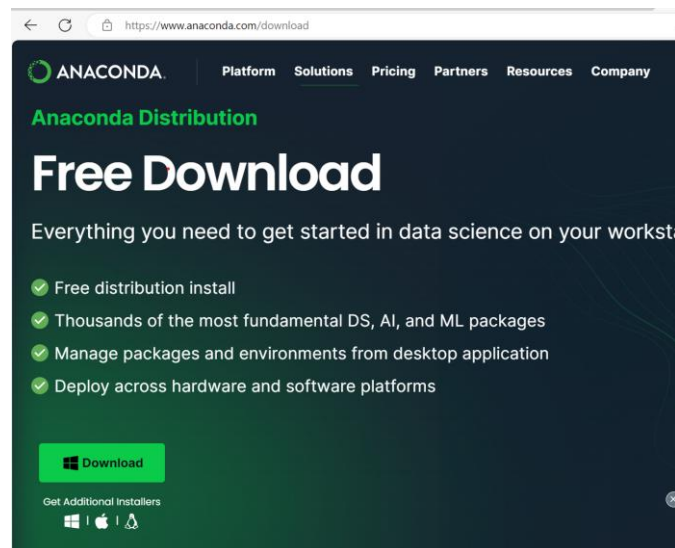 https://www.anaconda.com/download
ANACONDA. Platform Solutions Pricing Partners Resources Company
Anaconda Distribution
Free Download
Everything you need to get started in data science on your worksta
Free distribution install
Thousands of the most fundamental DS, AI, and ML packages
Manage packages and environments from desktop application
Deploy across hardware and software platforms
Download
Get Additional Installers